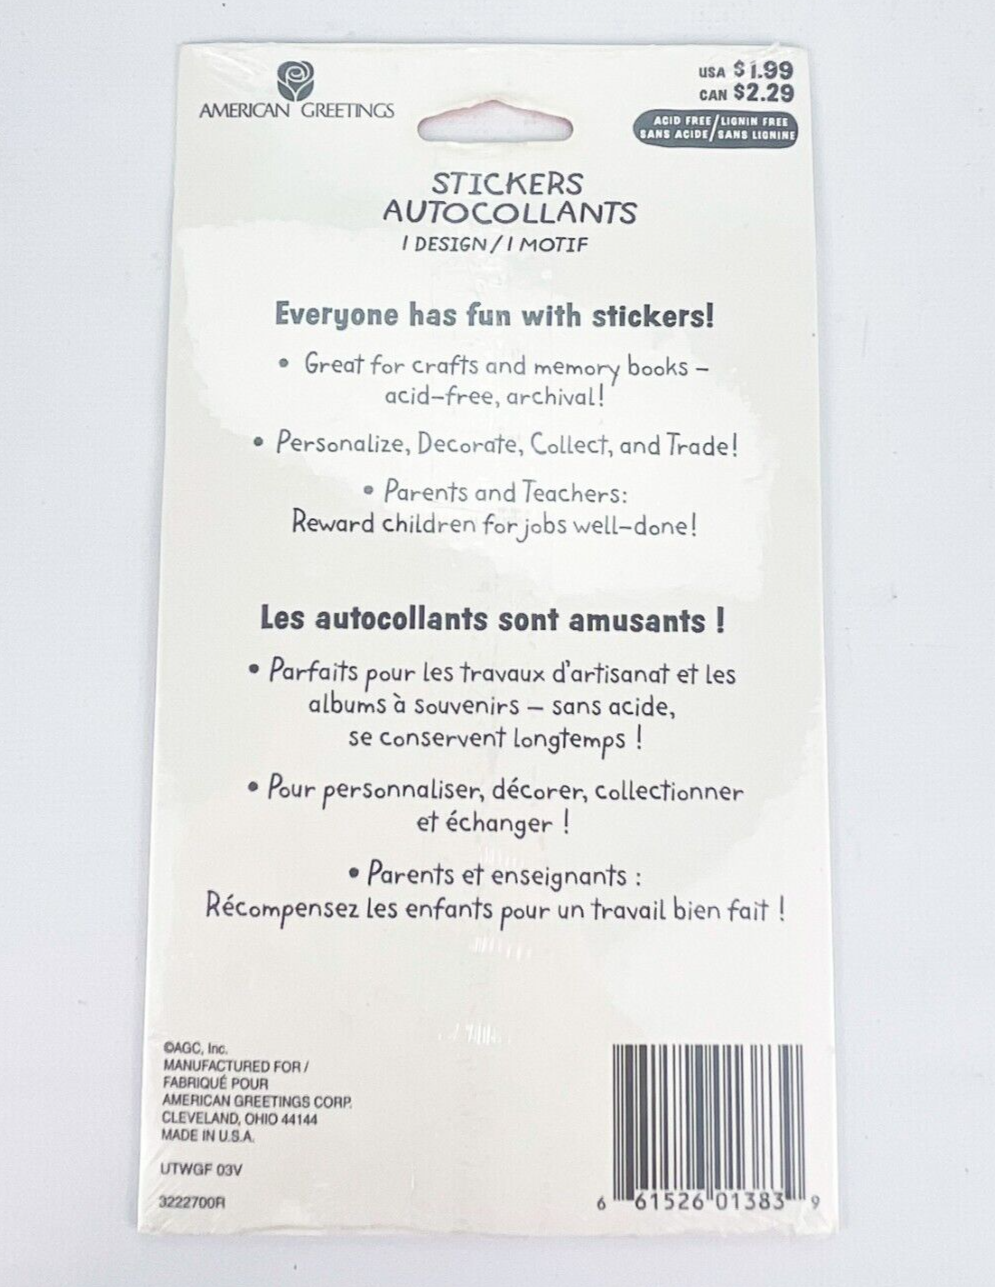 AMERICAN GREETINGS
USA $1.99
CAN $2.29
ACID FREE/LIGNIN FREE
SANS ACIDE/SANS LIGNINE
STICKERS
AUTOCOLLANTS
1 DESIGN/1 MOTIF
Everyone has fun with stickers!
• Great for crafts and memory books –
acid-free, archival!
• Personalize, Decorate, Collect, and Trade!
• Parents and Teachers:
Reward children for jobs well-done!
Les autocollants sont amusants !
• Parfaits pour les travaux d'artisanat et les
albums à souvenirs – sans acide,
se conservent longtemps !
• Pour personnaliser, décorer, collectionner
et échanger !
• Parents et enseignants :
Récompensez les enfants pour un travail bien fait !
©AGC, Inc.
MANUFACTURED FOR /
FABRIQUÉ POUR
AMERICAN GREETINGS CORP.
CLEVELAND, OHIO 44144
MADE IN U.S.A.
UTWGF 03V
3222700R
6 61526 01383 9